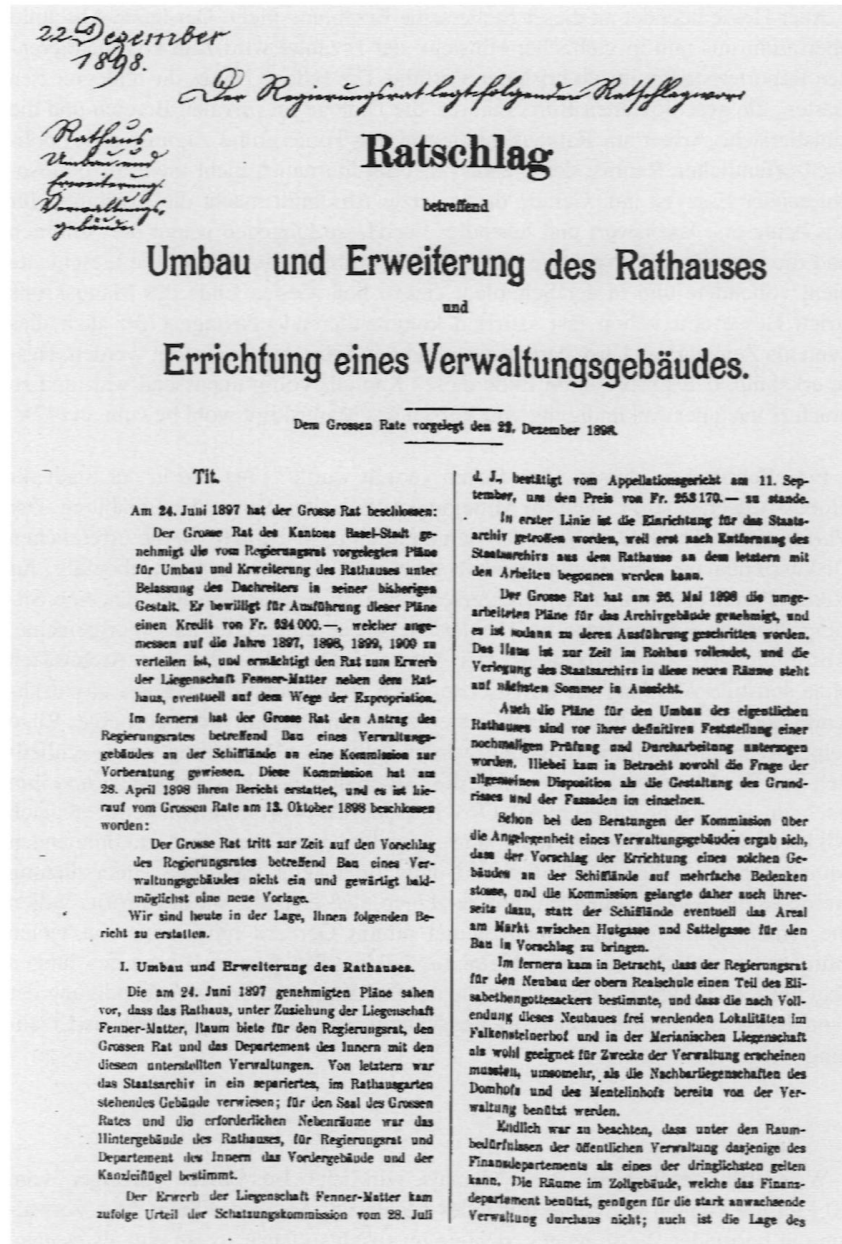 22 Dezember
1898.
Der Regierungsrat legt folgenden Ratschlag vor:
Rathaus
Umbau und
Erweiterung.
Verwaltungs
gebäude.
Ratschlag
betreffend
Umbau und Erweiterung des Rathauses
und
Errichtung eines Verwaltungsgebäudes.
Dem Grossen Rate vorgelegt den 22. Dezember 1898.
Tit.
Am 24. Juni 1897 hat der Grosse Rat beschlossen:
Der Grosse Rat des Kantons Basel-Stadt ge-
nehmigt die vom Regierungsrat vorgelegten Pläne
für Umbau und Erweiterung des Rathauses unter
Belassung des Dachreiters in seiner bisherigen
Gestalt. Er bewilligt für Ausführung dieser Pläne
einen Kredit von Fr. 634 000.—, welcher ange-
messen auf die Jahre 1897, 1898, 1899, 1900 zu
verteilen ist, und ermächtigt den Rat zum Erwerb
der Liegenschaft Fenner-Matter neben dem Rat-
haus, eventuell auf dem Wege der Expropriation.
Im fernern hat der Grosse Rat den Antrag des
Regierungsrates betreffend Bau eines Verwaltungs-
gebäudes an der Schifflände an eine Kommission zur
Vorberatung gewiesen. Diese Kommission hat am
28. April 1898 ihren Bericht erstattet, und es ist hie-
rauf vom Grossen Rate am 13. Oktober 1898 beschlossen
worden:
Der Grosse Rat tritt zur Zeit auf den Vorschlag
des Regierungsrates betreffend Bau eines Ver-
waltungsgebäudes nicht ein und gewärtigt bald-
möglichst eine neue Vorlage.
Wir sind heute in der Lage, Ihnen folgenden Be-
richt zu erstatten.
I. Umbau und Erweiterung des Rathauses.
Die am 24. Juni 1897 genehmigten Pläne sahen
vor, dass das Rathaus, unter Zuziehung der Liegenschaft
Fenner-Matter, Raum biete für den Regierungsrat, den
Grossen Rat und das Departement des Innern mit den
diesem unterstellten Verwaltungen. Von letztern war
das Staatsarchiv in ein separiertes, im Rathausgarten
stehendes Gebäude verwiesen; für den Saal des Grossen
Rates und die erforderlichen Nebenräume war das
Hintergebäude des Rathauses, für Regierungsrat und
Departement des Innern das Vordergebäude und der
Kanzleiflügel bestimmt.
Der Erwerb der Liegenschaft Fenner-Matter kam
zufolge Urteil der Schatzungskommission vom 28. Juli
d. J., bestätigt vom Appellationsgericht am 11. Sep-
tember, um den Preis von Fr. 253 170.— zu stande.
In erster Linie ist die Einrichtung für das Staats-
archiv getroffen worden, weil erst nach Entfernung des
Staatsarchivs aus dem Rathause an dem letztern mit
den Arbeiten begonnen werden kann.
Der Grosse Rat hat am 26. Mai 1898 die umge-
arbeiteten Pläne für das Archivgebäude genehmigt, und
es ist sodann zu deren Ausführung geschritten worden.
Das Haus ist zur Zeit im Rohbau vollendet, und die
Verlegung des Staatsarchivs in diese neuen Räume steht
auf nächsten Sommer in Aussicht.
Auch die Pläne für den Umbau des eigentlichen
Rathauses sind vor ihrer definitiven Feststellung einer
nochmaligen Prüfung und Durcharbeitung unterzogen
worden. Hiebei kam in Betracht sowohl die Frage der
allgemeinen Disposition als die Gestaltung des Grund-
risses und der Fassaden im einzelnen.
Schon bei den Beratungen der Kommission über
die Angelegenheit eines Verwaltungsgebäudes ergab sich,
dass der Vorschlag der Errichtung eines solchen Ge-
bäudes an der Schifflände auf mehrfache Bedenken
stosse, und die Kommission gelangte daher auch ihrer-
seits dazu, statt der Schifflände eventuell das Areal
am Markt zwischen Hutgasse und Sattelgasse für den
Bau in Vorschlag zu bringen.
Im fernern kam in Betracht, dass der Regierungsrat
für den Neubau der obern Realschule einen Teil des Eli-
sabethengottesackers bestimmte, und dass die nach Voll-
endung dieses Neubaues frei werdenden Lokalitäten im
Falkensteinerhof und in der Merianischen Liegenschaft
als wohl geeignet für Zwecke der Verwaltung erscheinen
mussten, umsomehr, als die Nachbarliegenschaften des
Domhofs und des Mentelinhofs bereits von der Ver-
waltung benützt werden.
Endlich war zu beachten, dass unter den Raum-
bedürfnissen der öffentlichen Verwaltung dasjenige des
Finanzdepartements als eines der dringlichsten gelten
kann. Die Räume im Zollgebäude, welche das Finanz-
departement benützt, genügen für die stark anwachsende
Verwaltung durchaus nicht; auch ist die Lage des